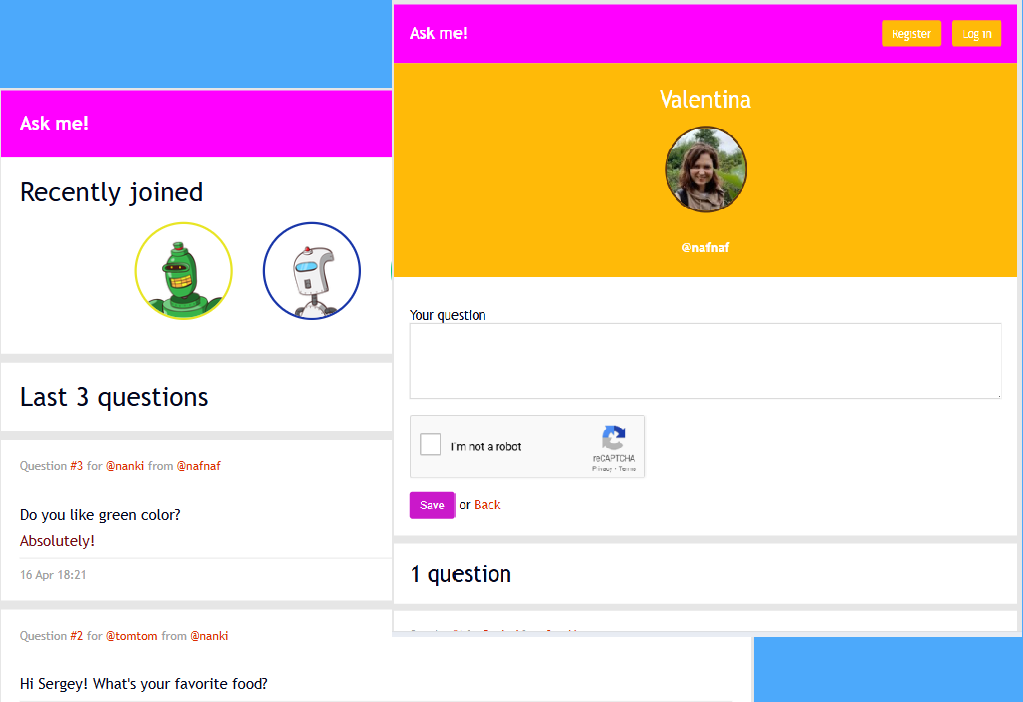 Ask me!
Recently joined
Last 3 questions
Question #3 for @nanki from @nafnaf
Do you like green color?
Absolutely!
16 Apr 18:21
Question #2 for @tomtom from @nanki
Hi Sergey! What's your favorite food?
Ask me!
Register
Log in
Valentina
@nafnaf
Your question
I'm not a robot
reCAPTCHA
Privacy - Terms
Save or Back
1 question